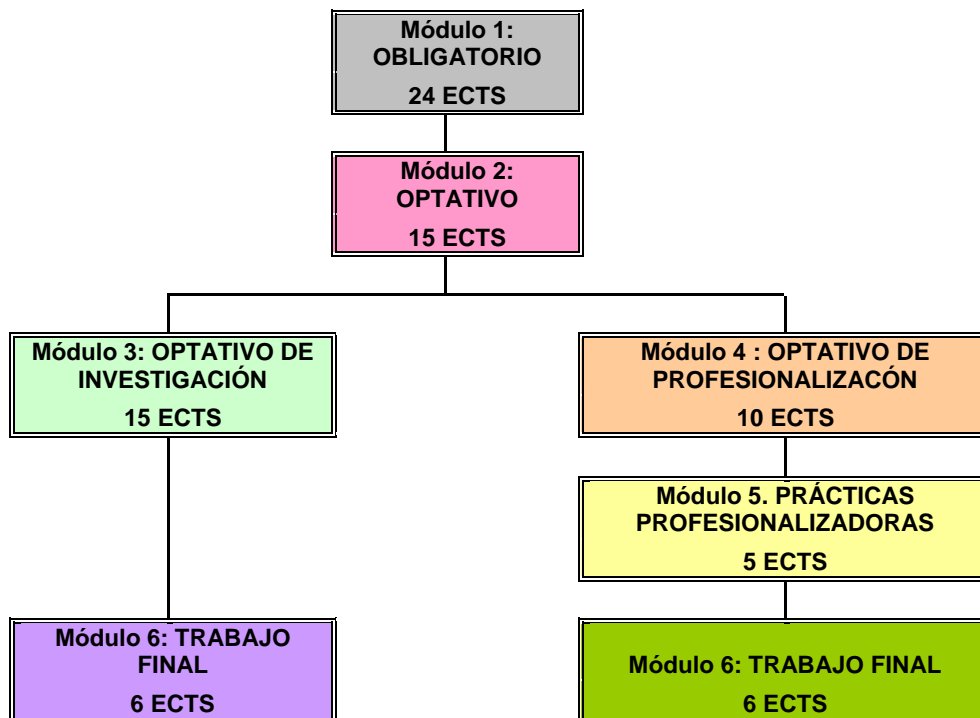 Módulo 1:
OBLIGATORIO
24 ECTS
Módulo 2:
OPTATIVO
15 ECTS
Módulo 3: OPTATIVO DE
INVESTIGACIÓN
15 ECTS
Módulo 4 : OPTATIVO DE
PROFESIONALIZACÓN
10 ECTS
Módulo 5. PRÁCTICAS
PROFESIONALIZADORAS
5 ECTS
Módulo 6: TRABAJO
FINAL
6 ECTS
Módulo 6: TRABAJO FINAL
6 ECTS